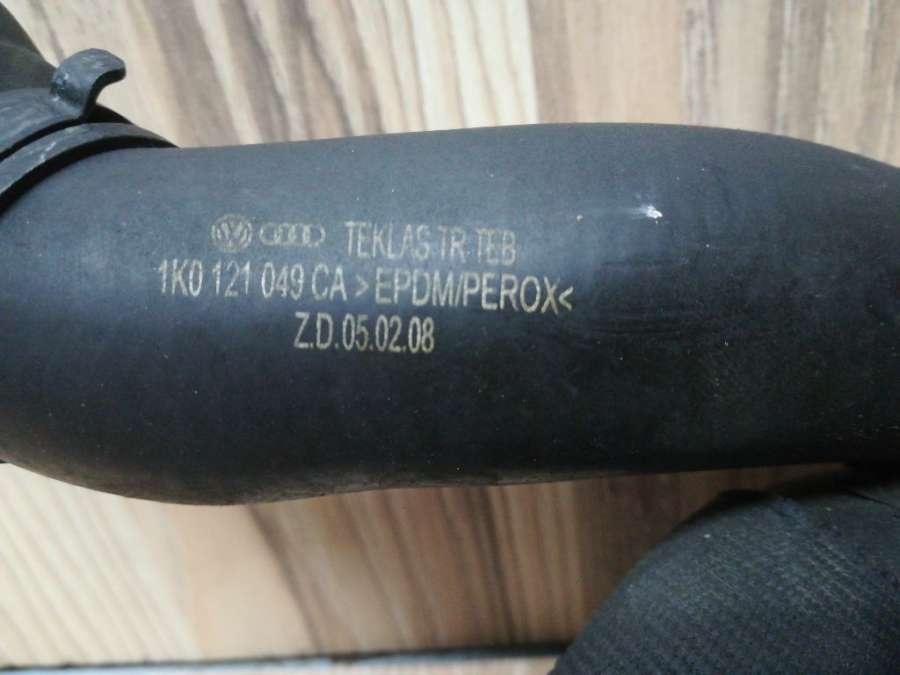 TEKLAS TR TEB
1K0 121 049 CA >EPDM/PEROX<
Z.D.05.02.08